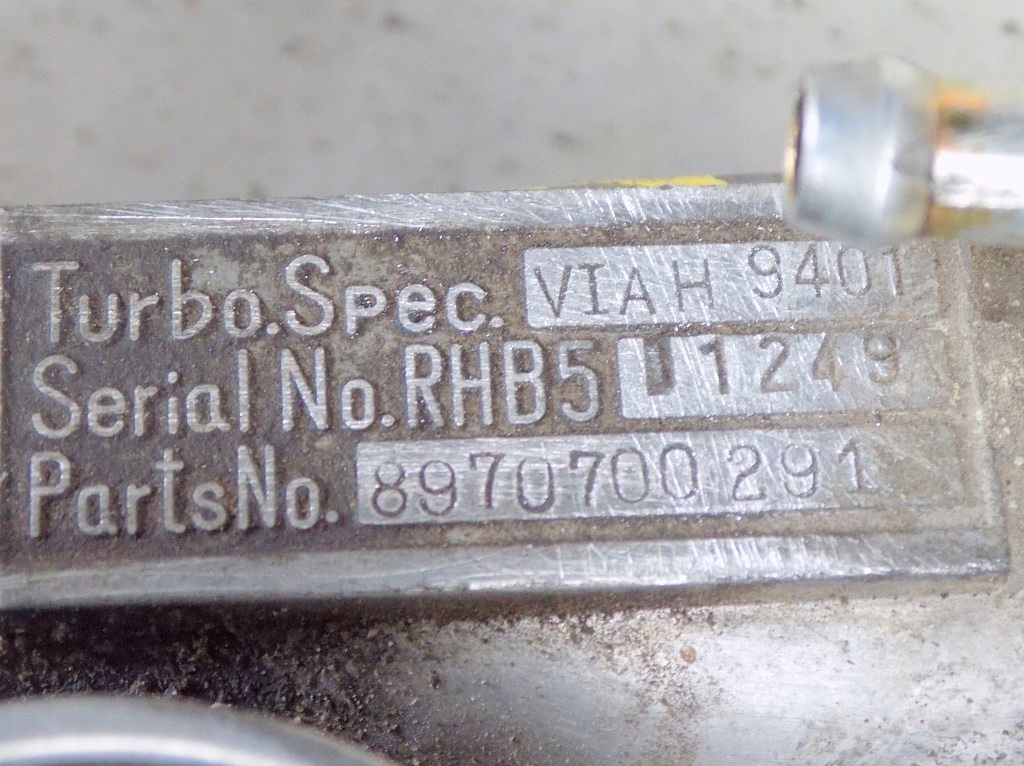 Turbo.Spec. VIAH 9401
Serial No.RHB5 1249
PartsNo. 8970700291